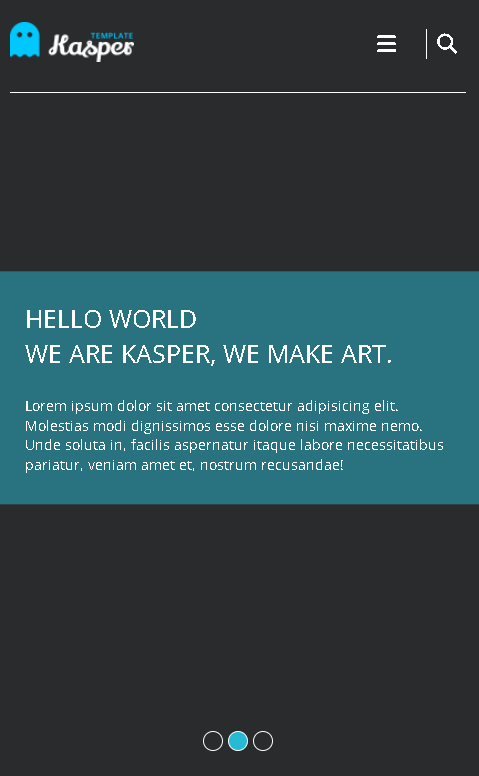 TEMPLATE
Kasper
HELLO WORLD
WE ARE KASPER, WE MAKE ART.
Lorem ipsum dolor sit amet consectetur adipisicing elit.
Molestias modi dignissimos esse dolore nisi maxime nemo.
Unde soluta in, facilis aspernatur itaque labore necessitatibus
pariatur, veniam amet et, nostrum recusandae!